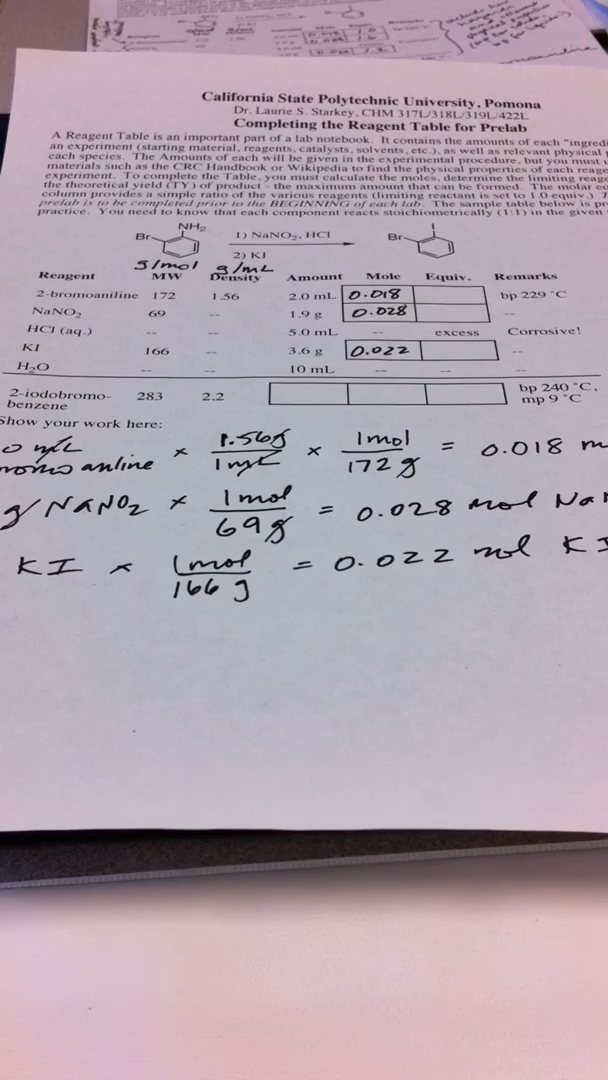 California State Polytechnic University, Pomona
Dr. Laurie S. Starkey, CHM 317L/318L/319L/422L
Completing the Reagent Table for Prelab
A Reagent Table is an important part of a lab notebook. It contains the amounts of each "ingredi
an experiment (starting material, reagents, catalysts, solvents, etc.), as well as relevant physical
each species. The Amounts of each will be given in the experimental procedure, but you must
materials such as the CRC Handbook or Wikipedia to find the physical properties of each reage
experiment. To complete the Table, you must calculate the moles, determine the limiting reage
the theoretical yield (TY) of product - the maximum amount that can be formed. The molar eq
column provides a simple ratio of the various reagents (limiting reactant is set to 1.0 equiv.)
prelab is to be completed prior to the BEGINNING of each lab. The sample table below is pr
practice. You need to know that each component reacts stoichiometrically (1:1) in the given
Br NH₂ 1) NaNO₂, HCl Br I
2) KI
g/mol g/mL
Reagent MW Density Amount Mole Equiv. Remarks
2-bromoaniline 172 1.56 2.0 mL 0.018 bp 229 °C
NaNO₂ 69 -- 1.9 g 0.028 --
HCl (aq.) -- -- 5.0 mL -- excess Corrosive!
KI 166 -- 3.6 g 0.022 --
H₂O -- -- 10 mL -- -- --
2-iodobromo- 283 2.2 bp 240 °C,
benzene mp 9 °C
Show your work here:
0 mL × 1.56g / 1 mL × 1mol / 172 g = 0.018 m
romo anline
g NaNO₂ × 1mol / 69g = 0.028 mol Na
KI × 1mol / 166 g = 0.022 mol KI